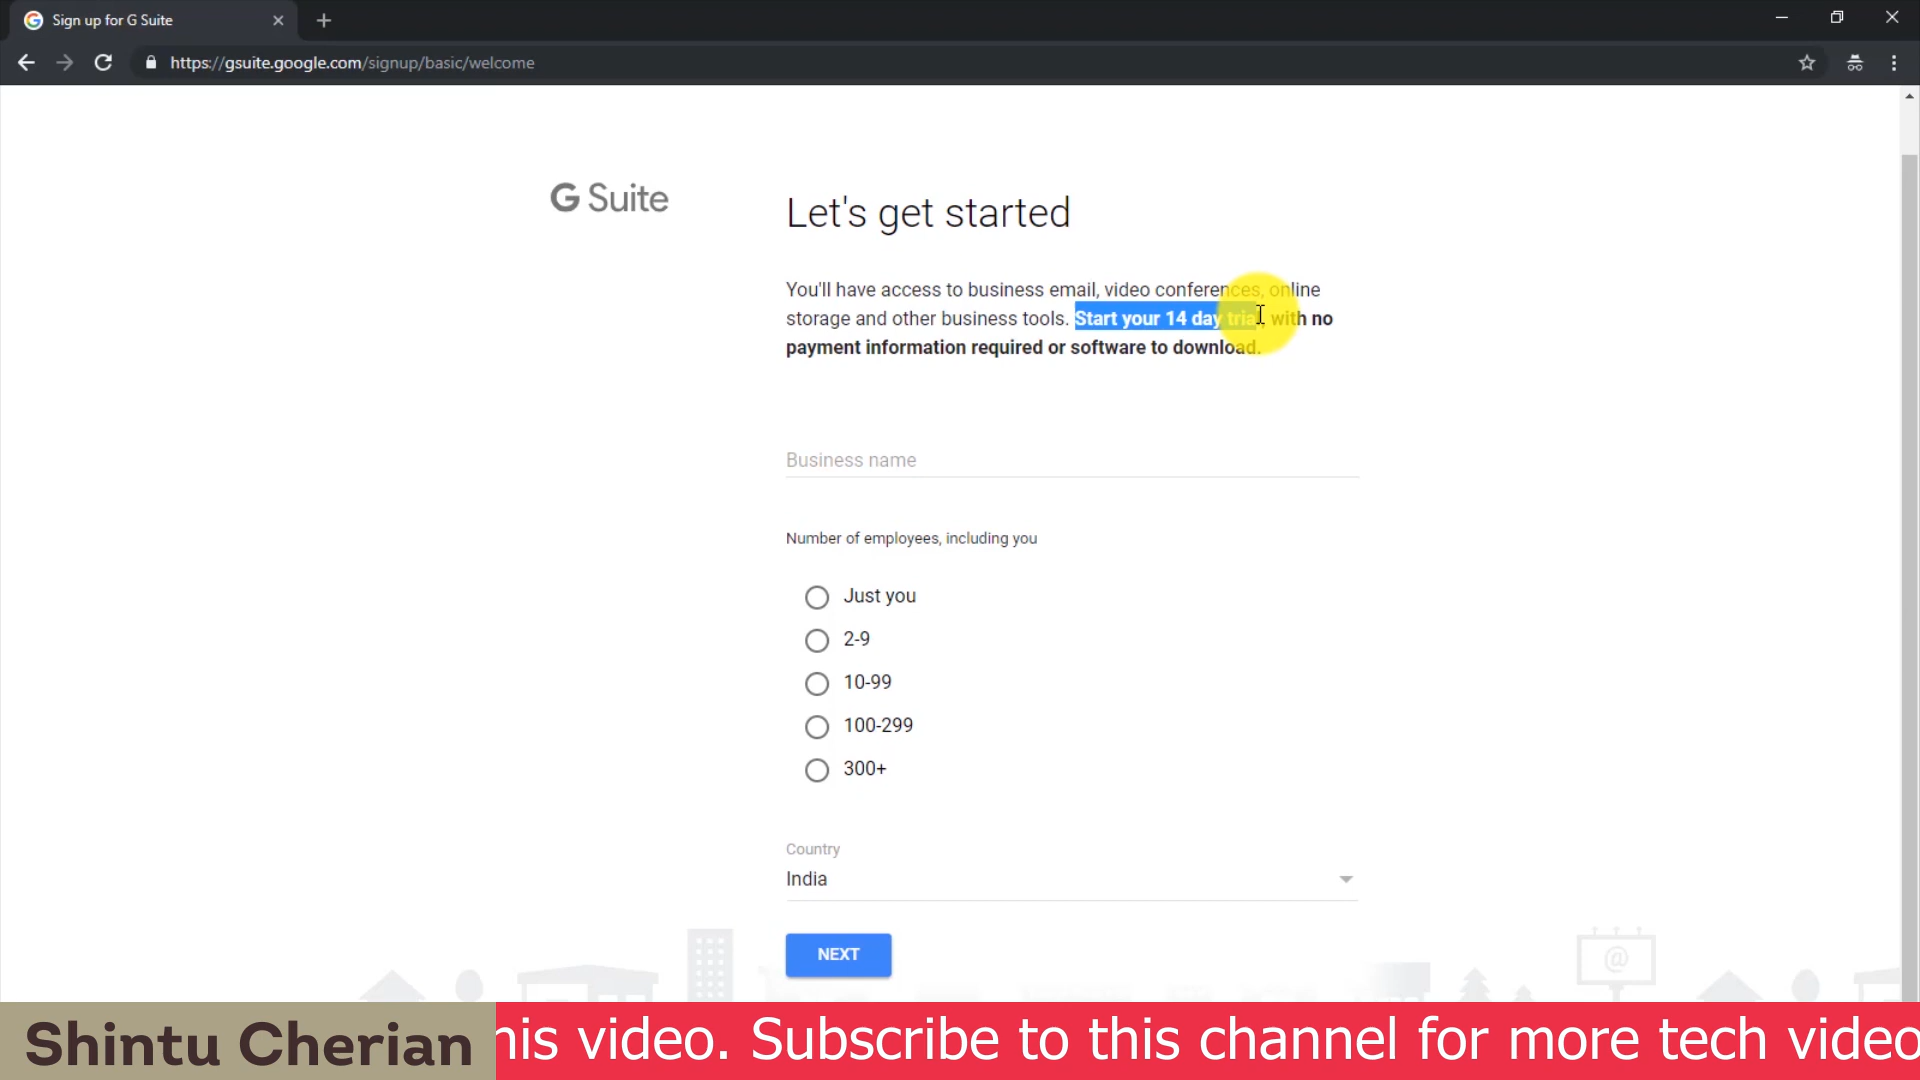 Sign up for G Suite
https://gsuite.google.com/signup/basic/welcome
G Suite
Let's get started
You'll have access to business email, video conferences, online
storage and other business tools. Start your 14 day trial, with no
payment information required or software to download.
Business name
Number of employees, including you
Just you
2-9
10-99
100-299
300+
Country
India
NEXT
@
Shintu Cherian
his video. Subscribe to this channel for more tech video